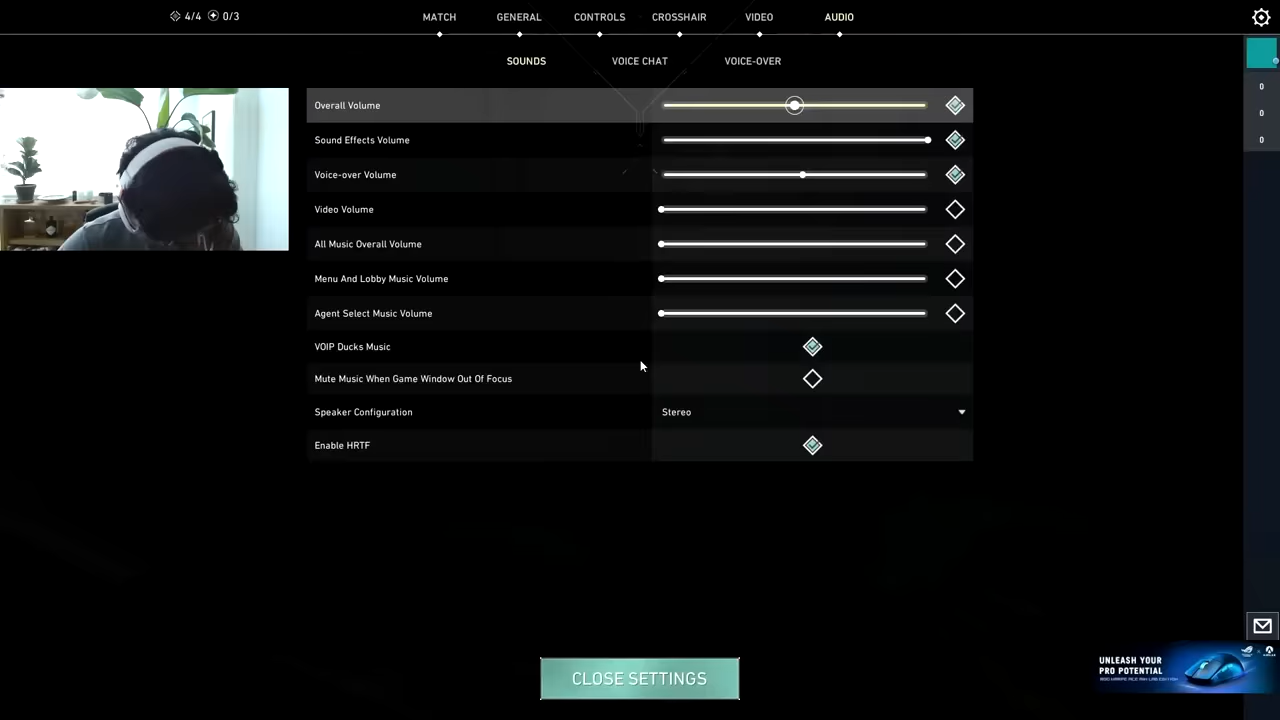 4/4 0/3
MATCH
GENERAL
CONTROLS
CROSSHAIR
VIDEO
AUDIO
SOUNDS
VOICE CHAT
VOICE-OVER
0
0
0
Overall Volume
Sound Effects Volume
Voice-over Volume
Video Volume
All Music Overall Volume
Menu And Lobby Music Volume
Agent Select Music Volume
VOIP Ducks Music
Mute Music When Game Window Out Of Focus
Speaker Configuration
Stereo
Enable HRTF
CLOSE SETTINGS
UNLEASH YOUR
PRO POTENTIAL